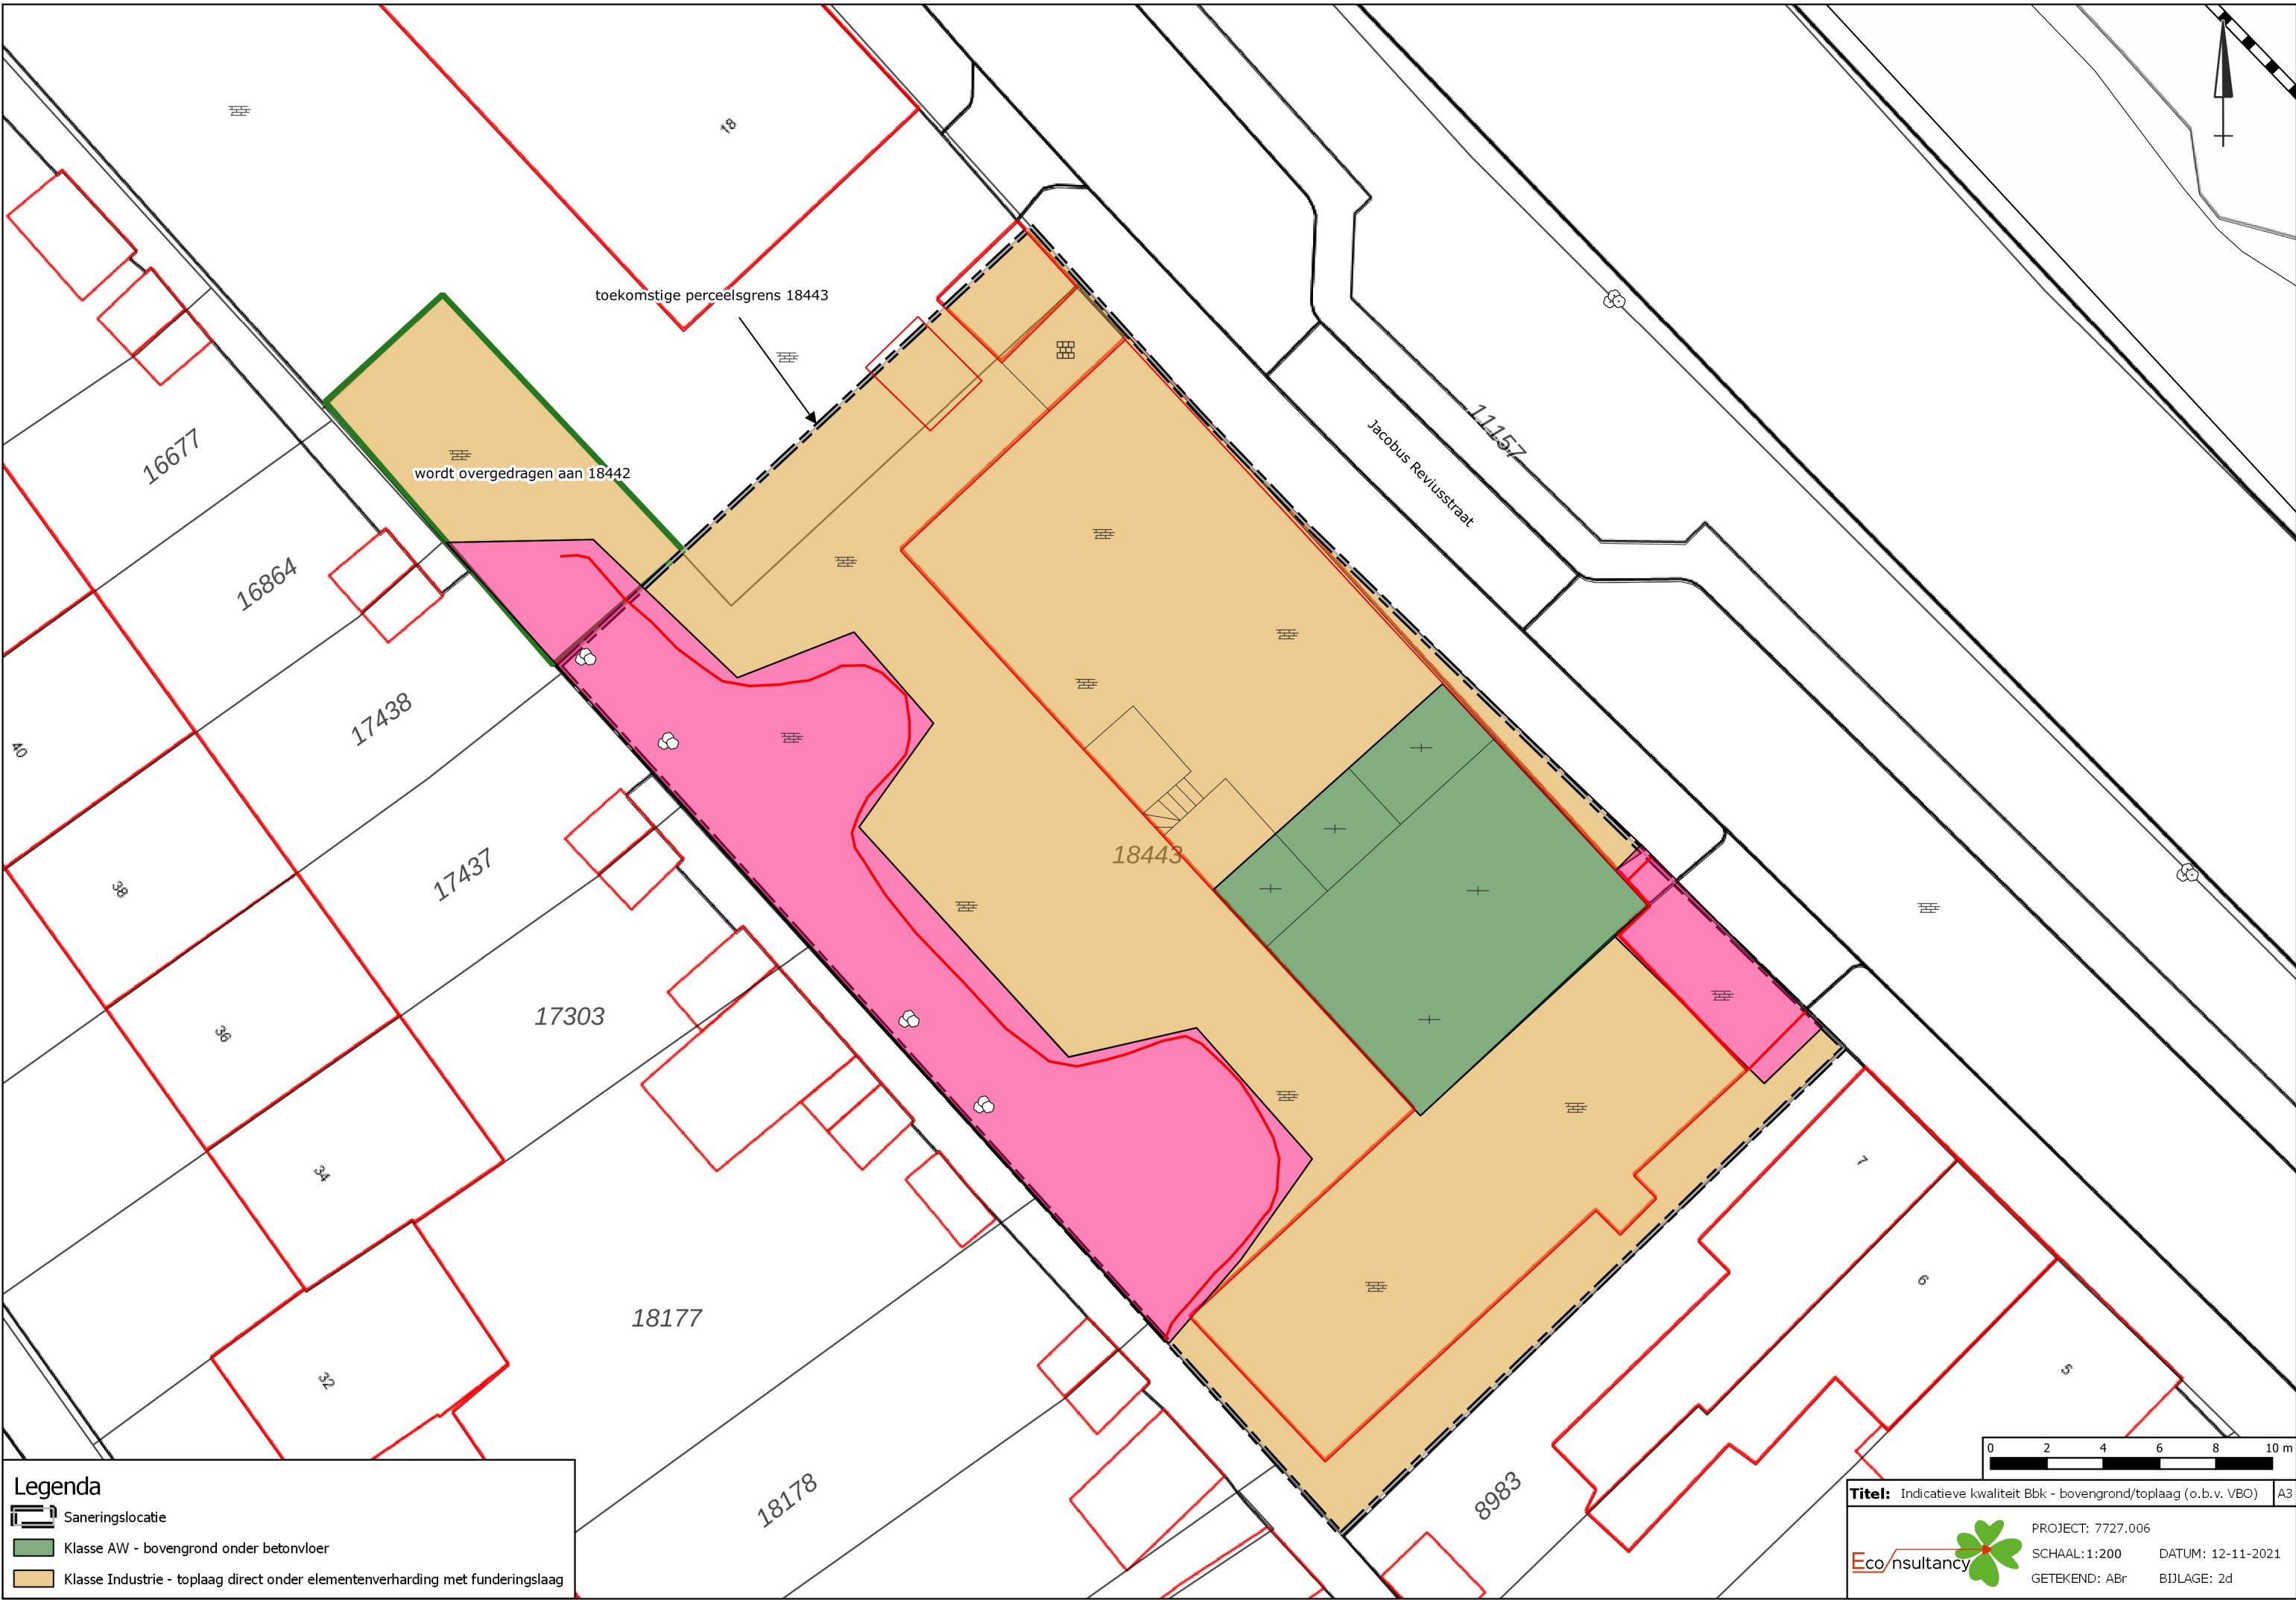 18
toekomstige perceelsgrens 18443
11157
Jacobus Reviusstraat
16677
wordt overgedragen aan 18442
16864
17438
40
17437
18443
38
17303
36
34
7
6
18177
5
32
18178
8983
0 2 4 6 8 10 m
Legenda
Saneringslocatie
Klasse AW - bovengrond onder betonvloer
Klasse Industrie - toplaag direct onder elementenverharding met funderingslaag
Titel: Indicatieve kwaliteit Bbk - bovengrond/toplaag (o.b.v. VBO) A3
Eco/nsultancy
PROJECT: 7727.006
SCHAAL:1:200 DATUM: 12-11-2021
GETEKEND: ABr BIJLAGE: 2d